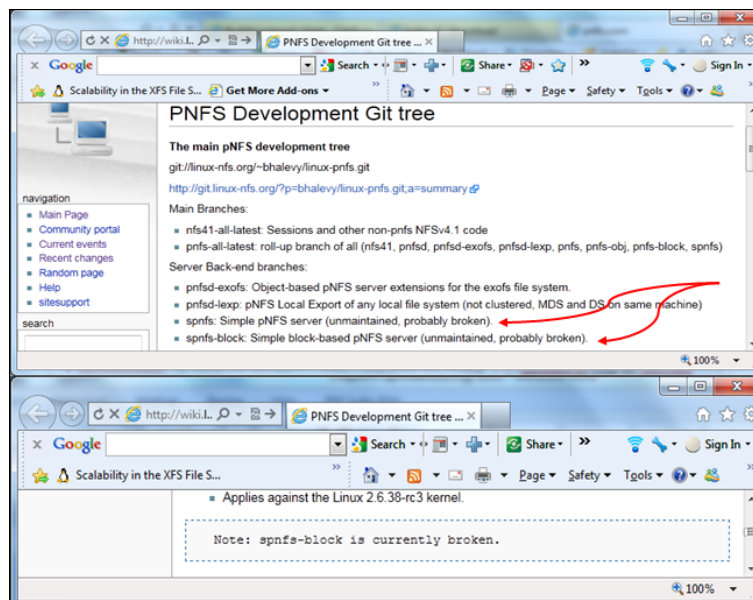 http://wiki.l..
PNFS Development Git tree ...
x Google
Search
Share
»
Sign In
Scalability in the XFS File S...
Get More Add-ons
»
Page
Safety
Tools
»
PNFS Development Git tree
The main pNFS development tree
git://linux-nfs.org/~bhalevy/linux-pnfs.git
http://git.linux-nfs.org/?p=bhalevy/linux-pnfs.git;a=summary
Main Branches:
nfs41-all-latest: Sessions and other non-pnfs NFSv4.1 code
pnfs-all-latest: roll-up branch of all (nfs41, pnfsd, pnfsd-exofs, pnfsd-lexp, pnfs, pnfs-obj, pnfs-block, spnfs)
Server Back-end branches:
pnfsd-exofs: Object-based pNFS server extensions for the exofs file system.
pnfsd-lexp: pNFS Local Export of any local file system (not clustered, MDS and DS on same machine)
spnfs: Simple pNFS server (unmaintained, probably broken).
spnfs-block: Simple block-based pNFS server (unmaintained, probably broken).
navigation
Main Page
Community portal
Current events
Recent changes
Random page
Help
sitesupport
search
100%
http://wiki.l..
PNFS Development Git tree ...
x Google
Search
Share
»
Sign In
Scalability in the XFS File S...
»
Page
Safety
Tools
»
Applies against the Linux 2.6.38-rc3 kernel.
Note: spnfs-block is currently broken.
100%